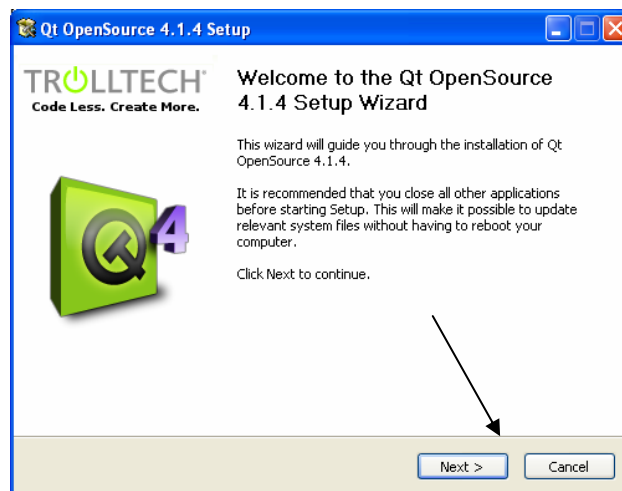 Qt OpenSource 4.1.4 Setup
TROLLTECH
Code Less. Create More.
4
Welcome to the Qt OpenSource
4.1.4 Setup Wizard
This wizard will guide you through the installation of Qt
OpenSource 4.1.4.
It is recommended that you close all other applications
before starting Setup. This will make it possible to update
relevant system files without having to reboot your
computer.
Click Next to continue.
Next >
Cancel